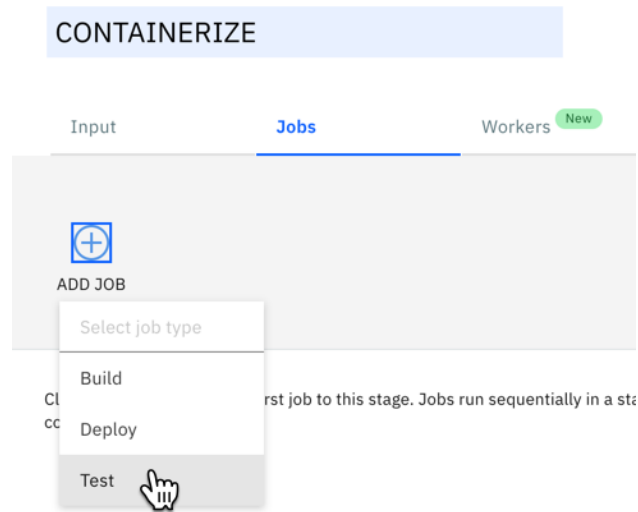 CONTAINERIZE
Input
Jobs
Workers
New
ADD JOB
Select job type
Build
Deploy
Test
Cl rst job to this stage. Jobs run sequentially in a sta
co